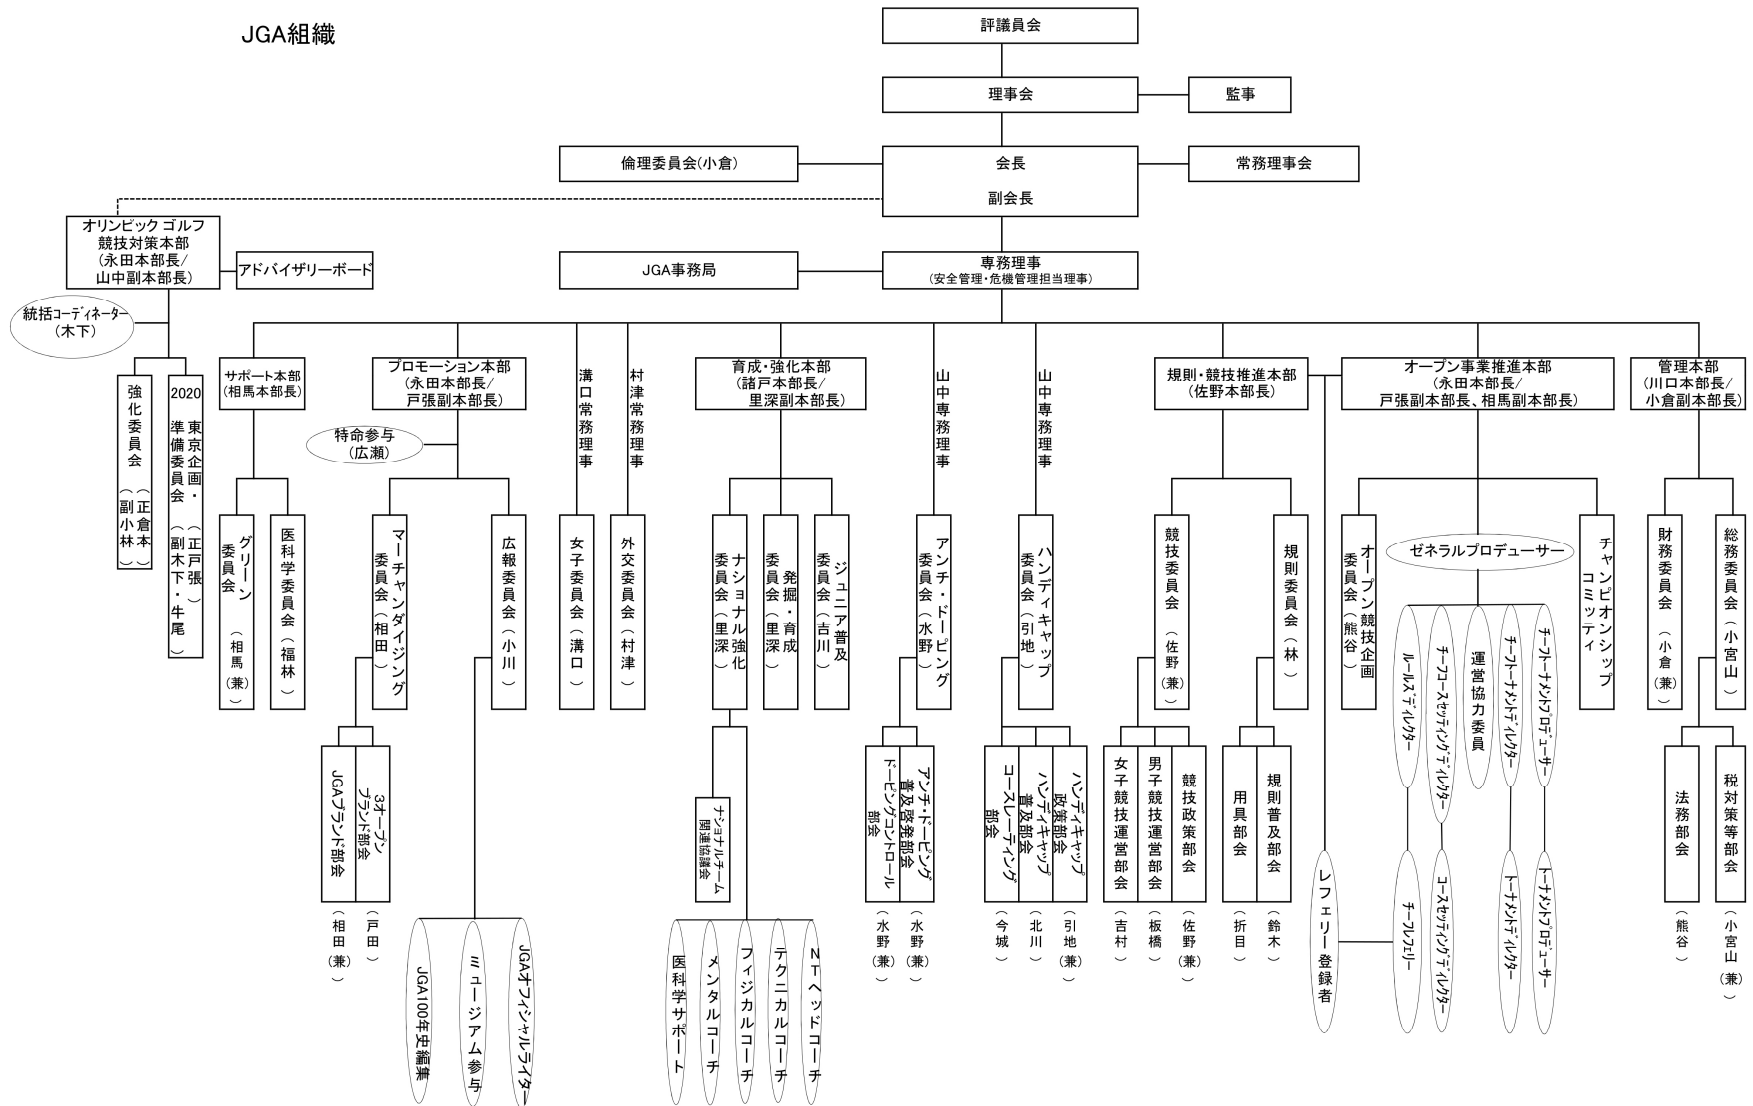 JGA組織
評議員会
理事会
監事
倫理委員会(小倉)
会長
副会長
常務理事会
オリンピック ゴルフ
競技対策本部
(永田本部長/
山中副本部長)
アドバイザリーボード
JGA事務局
専務理事
(安全管理・危機管理担当理事)
統括コーディネーター
(木下)
強化委員会
(正倉本)
(副小林)
2020
東京企画・
準備委員会
(正戸張)
(副木下・牛尾)
サポート本部
(相馬本部長)
プロモーション本部
(永田本部長/
戸張副本部長)
特命参与
(広瀬)
溝口常務理事
村津常務理事
育成・強化本部
(諸戸本部長/
里深副本部長)
山中専務理事
山中専務理事
規則・競技推進本部
(佐野本部長)
オープン事業推進本部
(永田本部長/
戸張副本部長、相馬副本部長)
管理本部
(川口本部長/
小倉副本部長)
グリーン
委員会
(相馬(兼))
医科学委員会(福林)
マーチャンダイジング
委員会(相田)
広報委員会(小川)
女子委員会(溝口)
外交委員会(村津)
ナショナル強化
委員会(里深)
発掘・育成
委員会(里深)
ジュニア普及
委員会(吉川)
アンチ・ドーピング
委員会(水野)
ハンディキャップ
委員会(引地)
競技委員会(佐野(兼))
規則委員会(林)
オープン競技企画
委員会(熊谷)
ゼネラルプロデューサー
チャンピオンシップ
コミッティ
財務委員会(小倉(兼))
総務委員会(小宮山)
ルールズディレクター
チーフコースセッティングディレクター
運営協力委員
チーフトーナメントディレクター
チーフトーナメントプロデューサー
JGAブランド部会
(相田(兼))
3オープン
ブランド部会
(戸田)
ナショナルチーム
関連協議会
ドーピングコントロール
部会
(水野(兼))
アンチ・ドーピング
普及啓発部会
(水野(兼))
コースレーティング
部会
(今城)
ハンディキャップ
普及部会
(北川)
ハンディキャップ
政策部会
(引地(兼))
女子競技運営部会
(吉村)
男子競技運営部会
(板橋)
競技政策部会
(佐野(兼))
用具部会
(折目)
規則普及部会
(鈴木)
法務部会
(熊谷)
税対策等部会
(小宮山(兼))
JGA100年史編集
ミュージアム参与
JGAオフィシャルライター
医科学サポート
メンタルコーチ
フィジカルコーチ
テクニカルコーチ
NTヘッドコーチ
レフェリー登録者
チーフレフェリー
コースセッティングディレクター
トーナメントディレクター
トーナメントプロデューサー